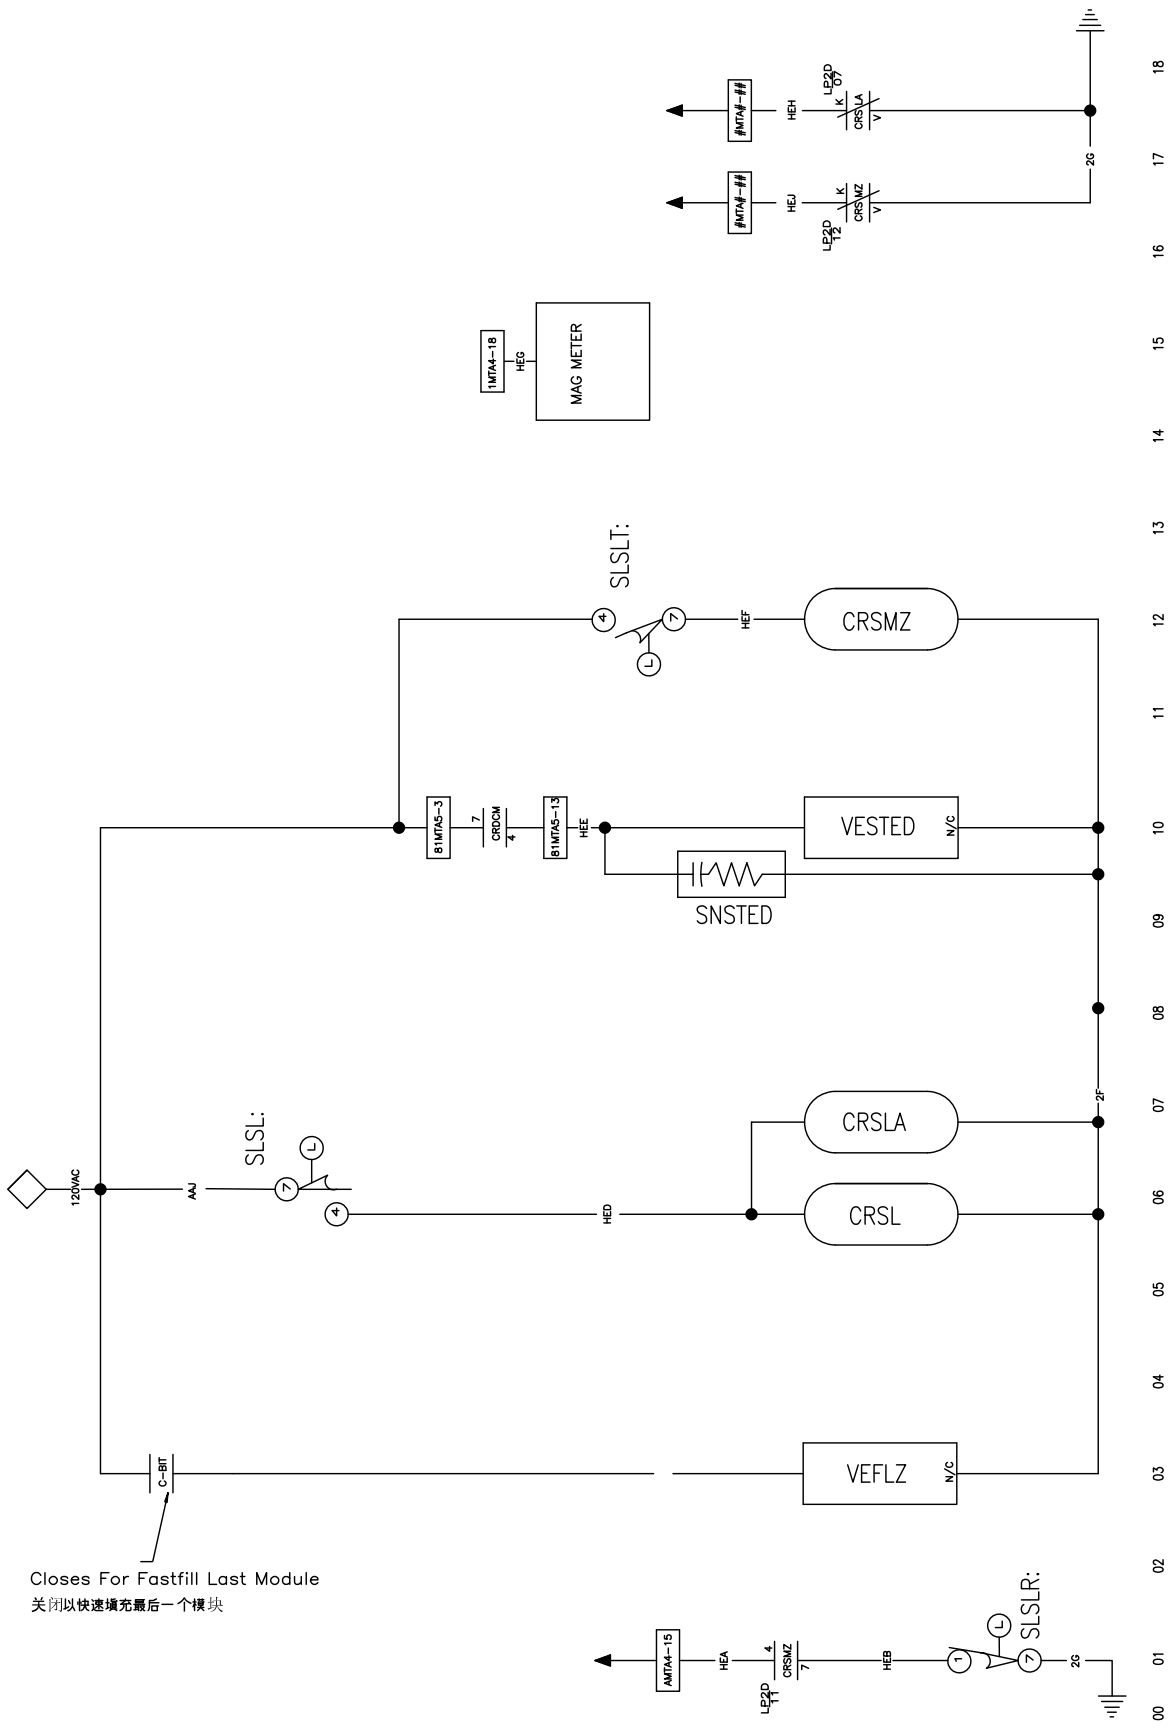 18
LP2D
07
#MTA#-##
HEH
K
CRSLA
V
17
2G
#MTA#-##
HEJ
K
CRSMZ
V
LP2D
12
16
15
1MTA4-18
HEG
MAG METER
14
13
SLSLT:
12
4
7
L
HEF
CRSMZ
11
10
81MTA5-3
7
CRDCM
4
81MTA5-13
HEE
VESTED
N/C
SNSTED
09
08
07
2F
CRSLA
SLSL:
L
120VAC
AAJ
7
4
06
HED
CRSL
05
04
03
C-BIT
VEFLZ
N/C
02
Closes For Fastfill Last Module
关闭以快速填充最后一个模块
SLSLR:
L
01
AMTA4-15
HEA
4
CRSMZ
7
LP2D
11
HEB
1
7
2G
00